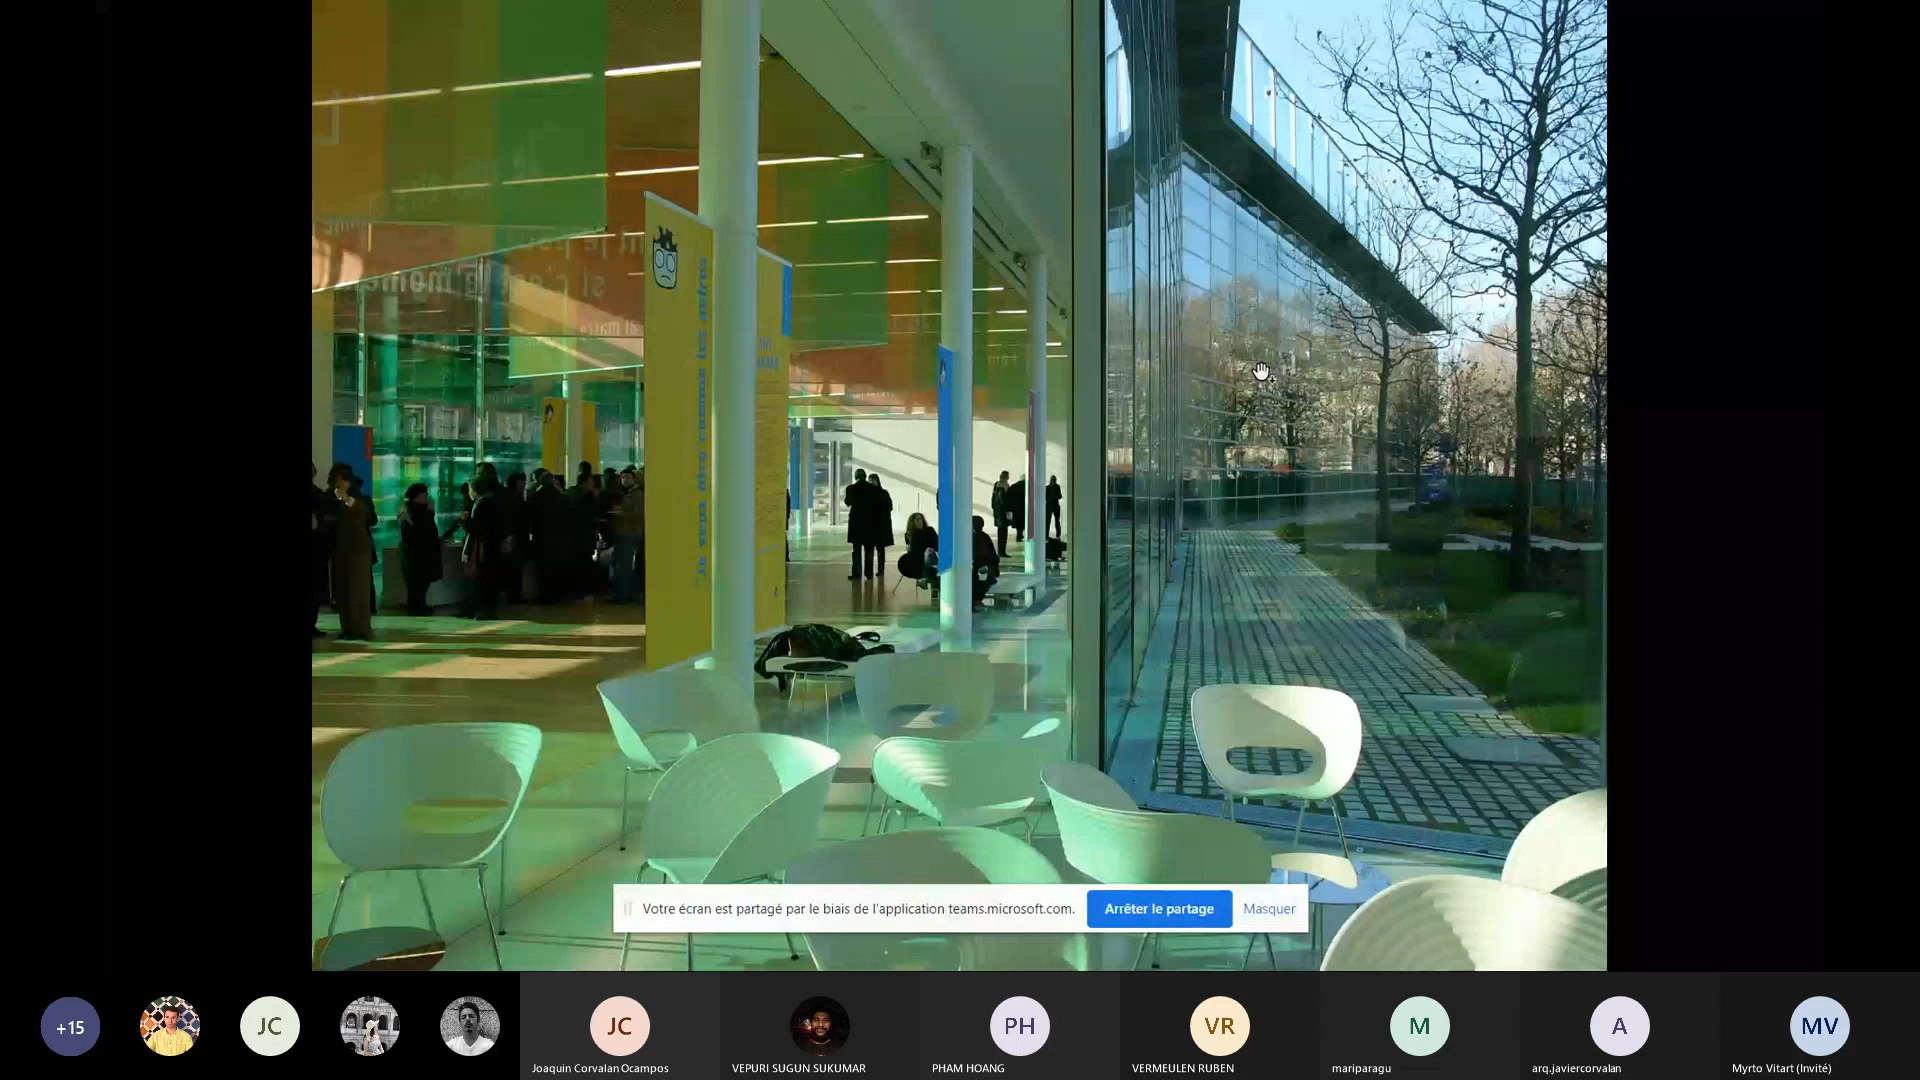 Votre écran est partagé par le biais de l'application teams.microsoft.com.
Arrêter le partage
Masquer
+15
JC
JC
PH
VR
M
A
MV
Joaquin Corvalan Ocampos
VEPURI SUGUN SUKUMAR
PHAM HOANG
VERMEULEN RUBEN
mariparagu
arq.javiercorvalan
Myrto Vitart (Invité)